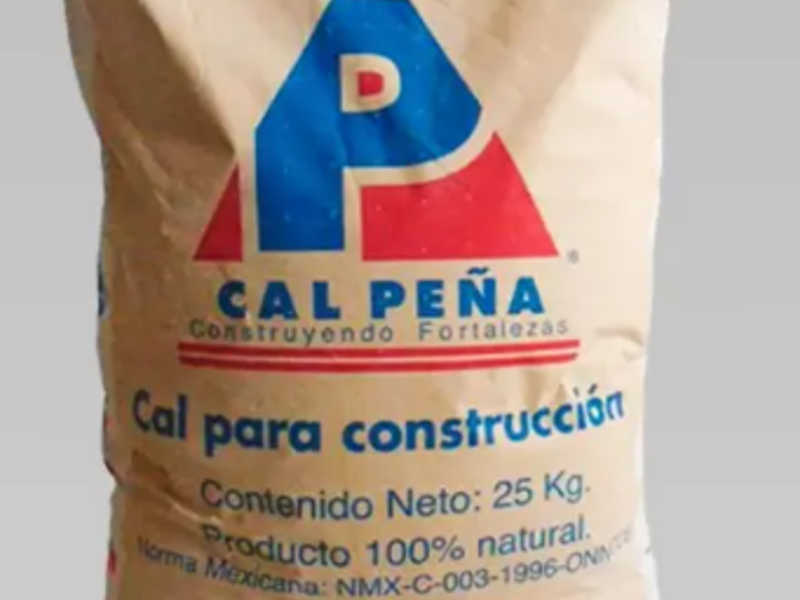 P
CAL PEÑA
Construyendo Fortalezas
Cal para construcción
Contenido Neto: 25 Kg.
Producto 100% natural.
Norma Mexicana: NMX-C-003-1996-ONNCCE